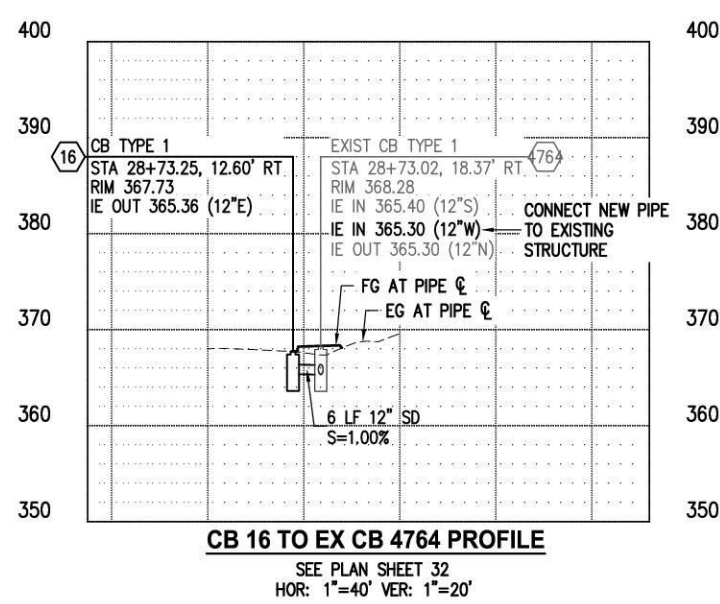 400
400
390
390
380
380
370
370
360
360
350
350
16
CB TYPE 1
STA 28+73.25, 12.60' RT
RIM 367.73
IE OUT 365.36 (12"E)
EXIST CB TYPE 1
4764
STA 28+73.02, 18.37' RT
RIM 368.28
IE IN 365.40 (12"S)
IE IN 365.30 (12"W)
IE OUT 365.30 (12"N)
CONNECT NEW PIPE
TO EXISTING
STRUCTURE
FG AT PIPE ℄
EG AT PIPE ℄
6 LF 12" SD
S=1.00%
CB 16 TO EX CB 4764 PROFILE
SEE PLAN SHEET 32
HOR: 1"=40' VER: 1"=20'